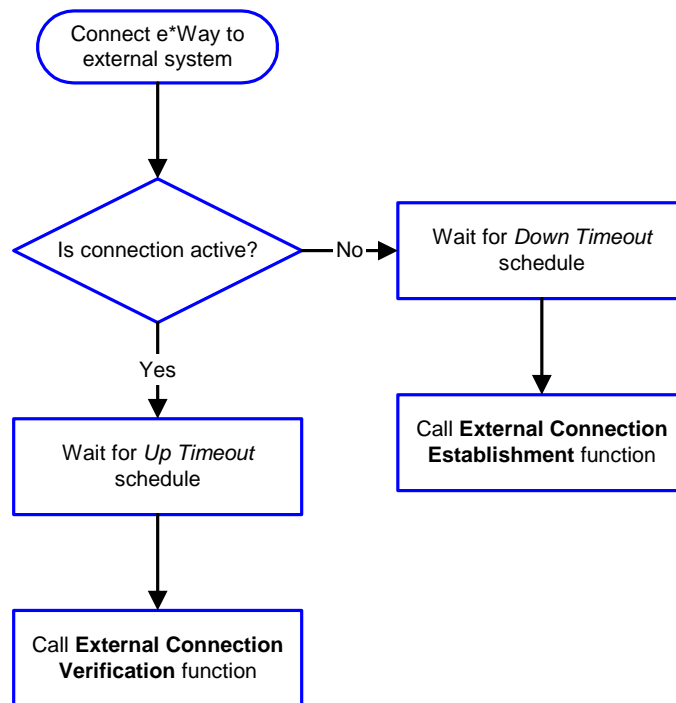 Connect e*Way to
external system
Is connection active?
No
Wait for Down Timeout
schedule
Yes
Call External Connection
Establishment function
Wait for Up Timeout
schedule
Call External Connection
Verification function